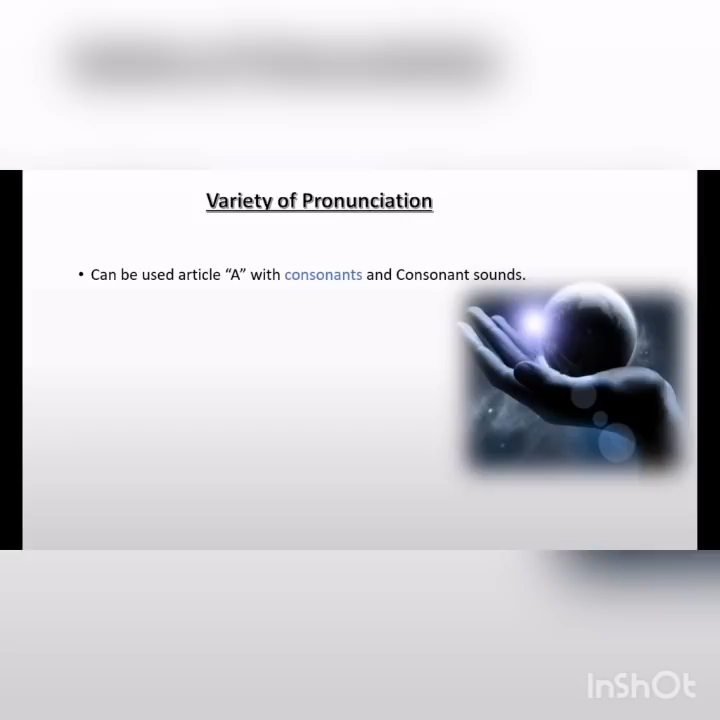 Variety of Pronunciation
• Can be used article “A” with consonants and Consonant sounds.
InShOt